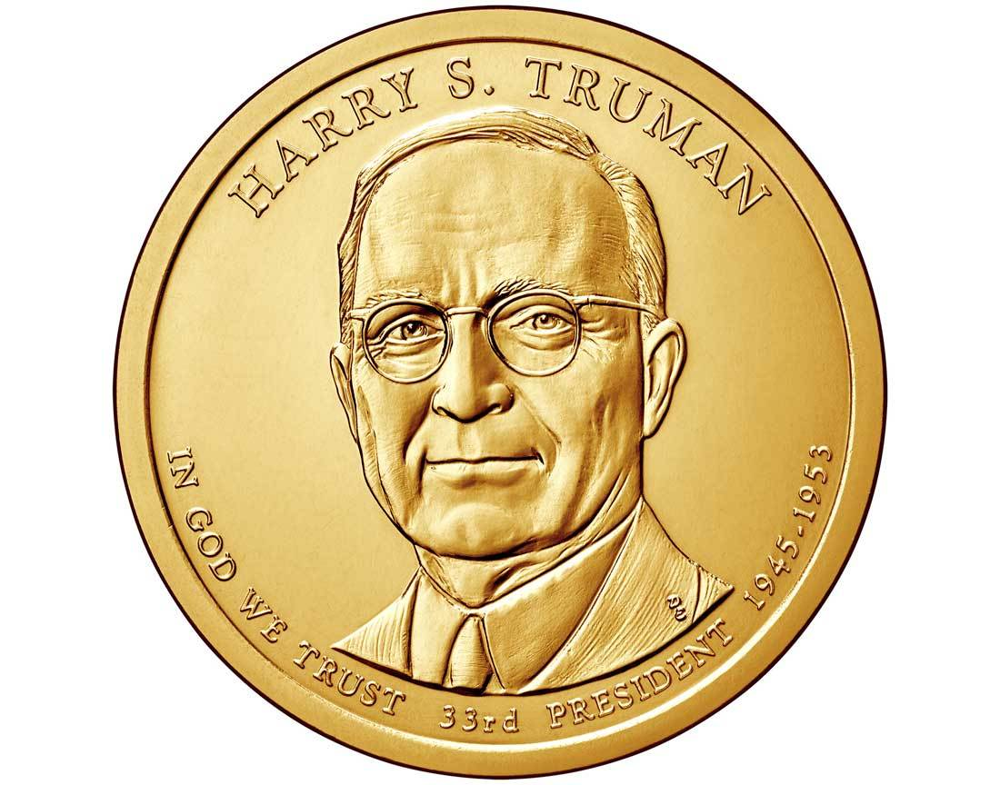 HARRY S. TRUMAN
IN GOD WE TRUST 33rd PRESIDENT 1945-1953